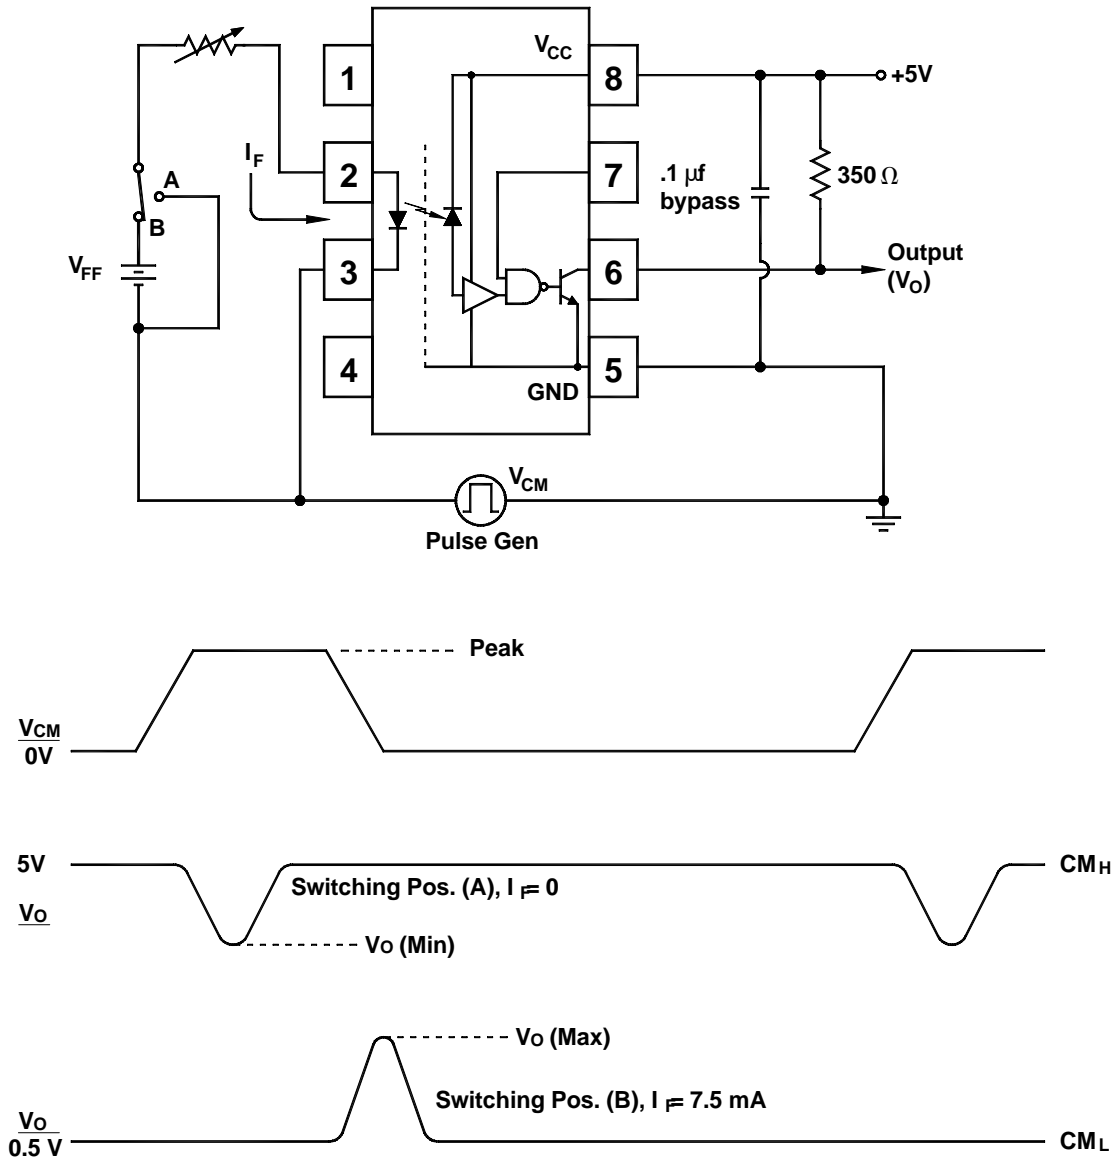 V_CC
1
8
+5V
I_F
2
7
.1 μf
bypass
350 Ω
A
B
V_FF
3
6
Output
(V_O)
4
5
GND
V_CM
Pulse Gen
Peak
V_CM
0V
5V
CM_H
Switching Pos. (A), I_F= 0
V_O
V_O (Min)
V_O (Max)
Switching Pos. (B), I_F= 7.5 mA
V_O
0.5 V
CM_L